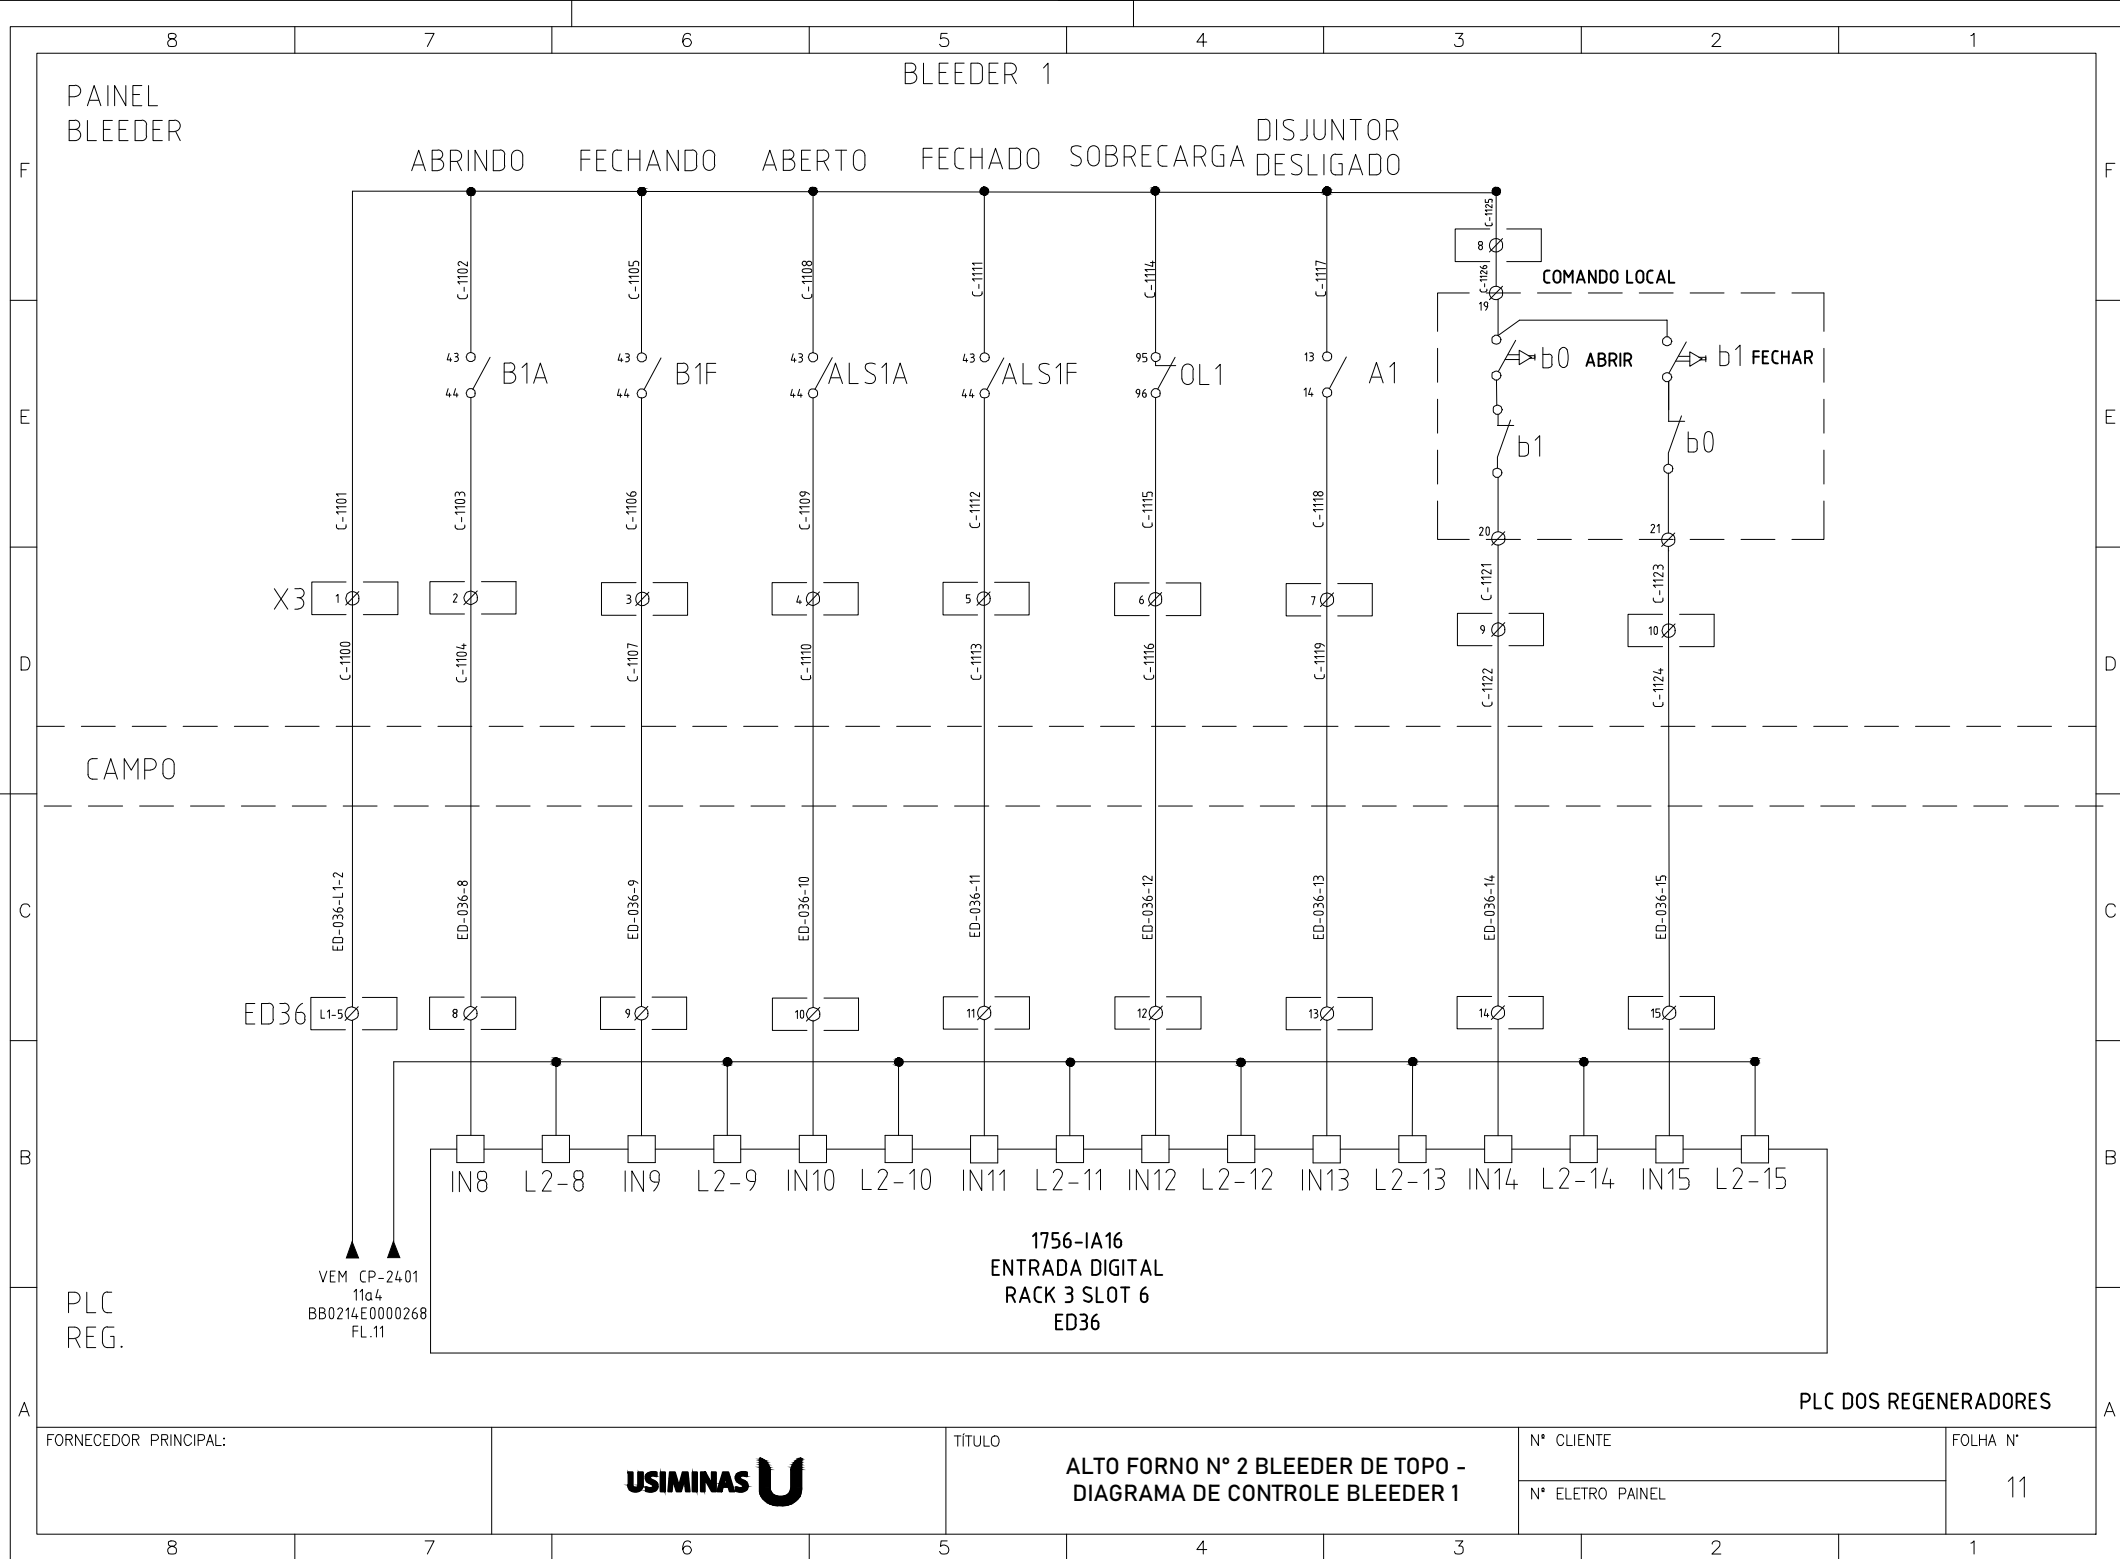 8 7 6 5 4 3 2 1
BLEEDER 1
PAINEL
BLEEDER
ABRINDO
FECHANDO
ABERTO
FECHADO
SOBRECARGA
DISJUNTOR
DESLIGADO
F F
C-1125
8
C-1126
C-1102
C-1105
C-1108
C-1111
C-1114
C-1117
COMANDO LOCAL
19
43 43 43 43 95 13
B1A
B1F
ALS1A
ALS1F
OL1
A1
b0 ABRIR
b1 FECHAR
44 44 44 44 96 14
E E
b1
b0
C-1101
C-1103
C-1106
C-1109
C-1112
C-1115
C-1118
20 21
C-1121
C-1123
X3
1 2 3 4 5 6 7
9 10
C-1100
C-1104
C-1107
C-1110
C-1113
C-1116
C-1119
C-1122
C-1124
D D
CAMPO
ED-036-L1-2
ED-036-8
ED-036-9
ED-036-10
ED-036-11
ED-036-12
ED-036-13
ED-036-14
ED-036-15
C C
ED36
L1-5 8 9 10 11 12 13 14 15
B B
IN8 L2-8 IN9 L2-9 IN10 L2-10 IN11 L2-11 IN12 L2-12 IN13 L2-13 IN14 L2-14 IN15 L2-15
1756-IA16
ENTRADA DIGITAL
RACK 3 SLOT 6
ED36
VEM CP-2401
11a4
BB0214E0000268
FL.11
PLC
REG.
PLC DOS REGENERADORES
A A
FORNECEDOR PRINCIPAL:
USIMINAS
TÍTULO
ALTO FORNO Nº 2 BLEEDER DE TOPO -
DIAGRAMA DE CONTROLE BLEEDER 1
Nº CLIENTE
Nº ELETRO PAINEL
FOLHA N°
11
8 7 6 5 4 3 2 1